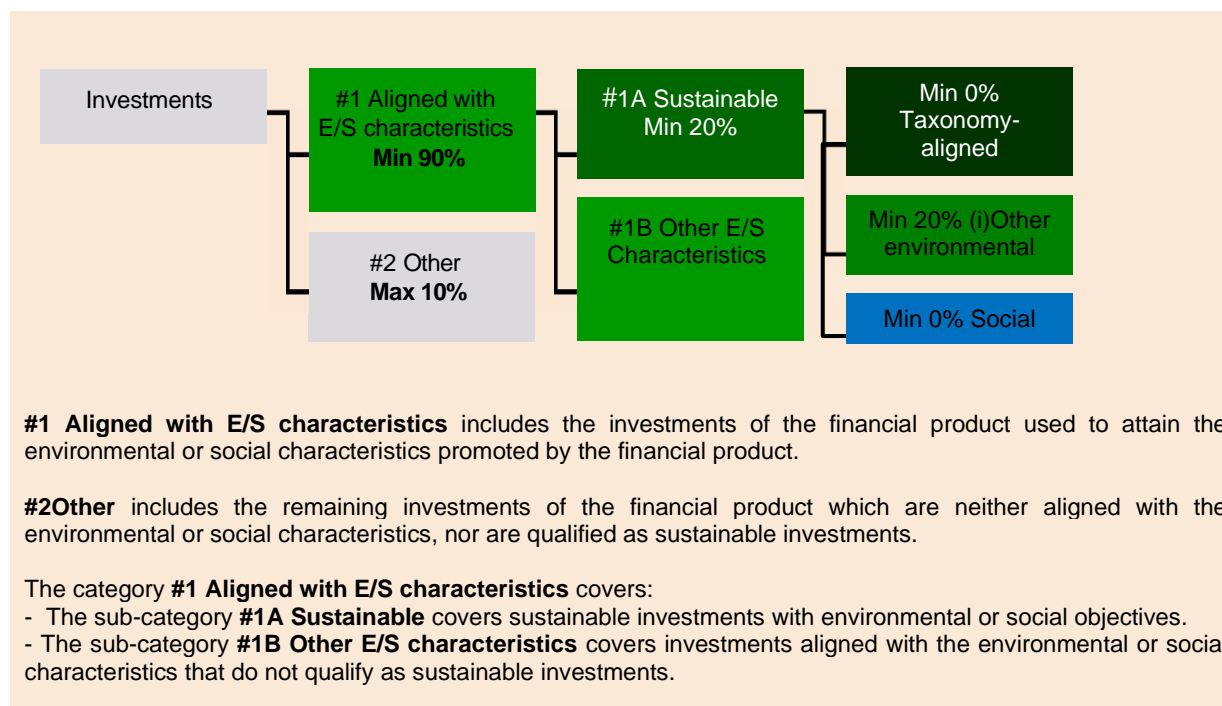 Investments
#1 Aligned with
E/S characteristics
Min 90%
#2 Other
Max 10%
#1A Sustainable
Min 20%
#1B Other E/S
Characteristics
Min 0%
Taxonomy-
aligned
Min 20% (i)Other
environmental
Min 0% Social
#1 Aligned with E/S characteristics includes the investments of the financial product used to attain the
environmental or social characteristics promoted by the financial product.
#2Other includes the remaining investments of the financial product which are neither aligned with the
environmental or social characteristics, nor are qualified as sustainable investments.
The category #1 Aligned with E/S characteristics covers:
- The sub-category #1A Sustainable covers sustainable investments with environmental or social objectives.
- The sub-category #1B Other E/S characteristics covers investments aligned with the environmental or social
characteristics that do not qualify as sustainable investments.